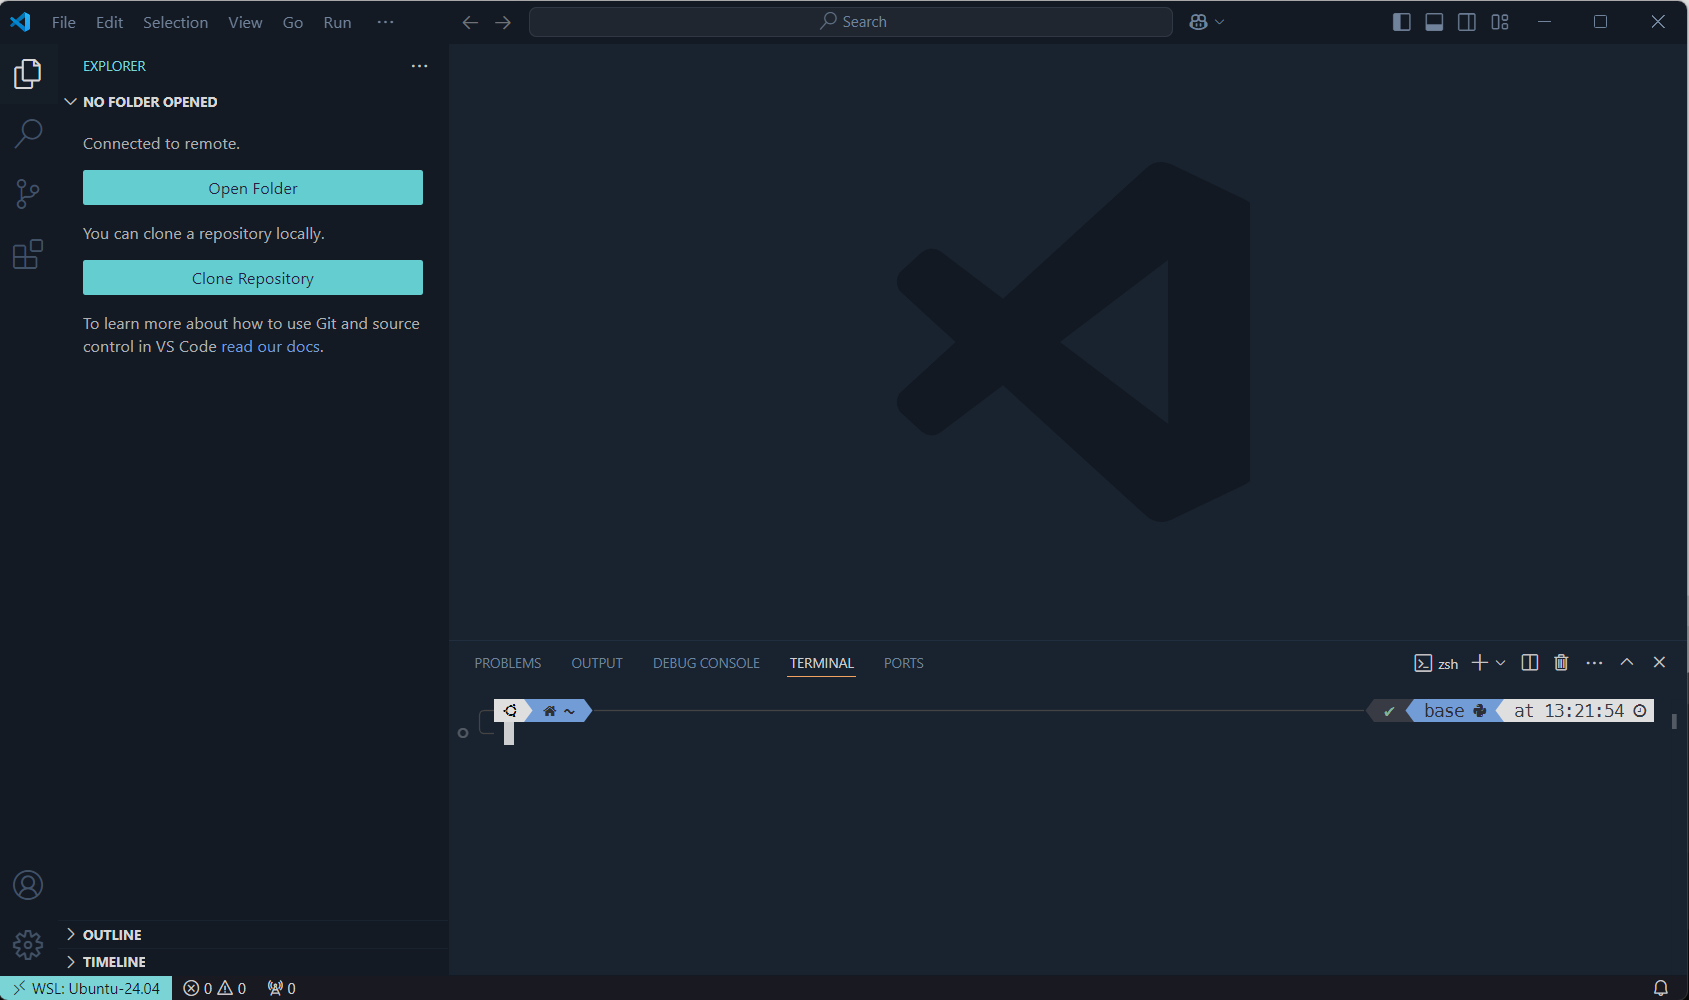 File Edit Selection View Go Run ···
Search
EXPLORER
NO FOLDER OPENED
Connected to remote.
Open Folder
You can clone a repository locally.
Clone Repository
To learn more about how to use Git and source
control in VS Code read our docs.
OUTLINE
TIMELINE
PROBLEMS OUTPUT DEBUG CONSOLE TERMINAL PORTS
zsh
~ ✔ base at 13:21:54
WSL: Ubuntu-24.04 0 0 0